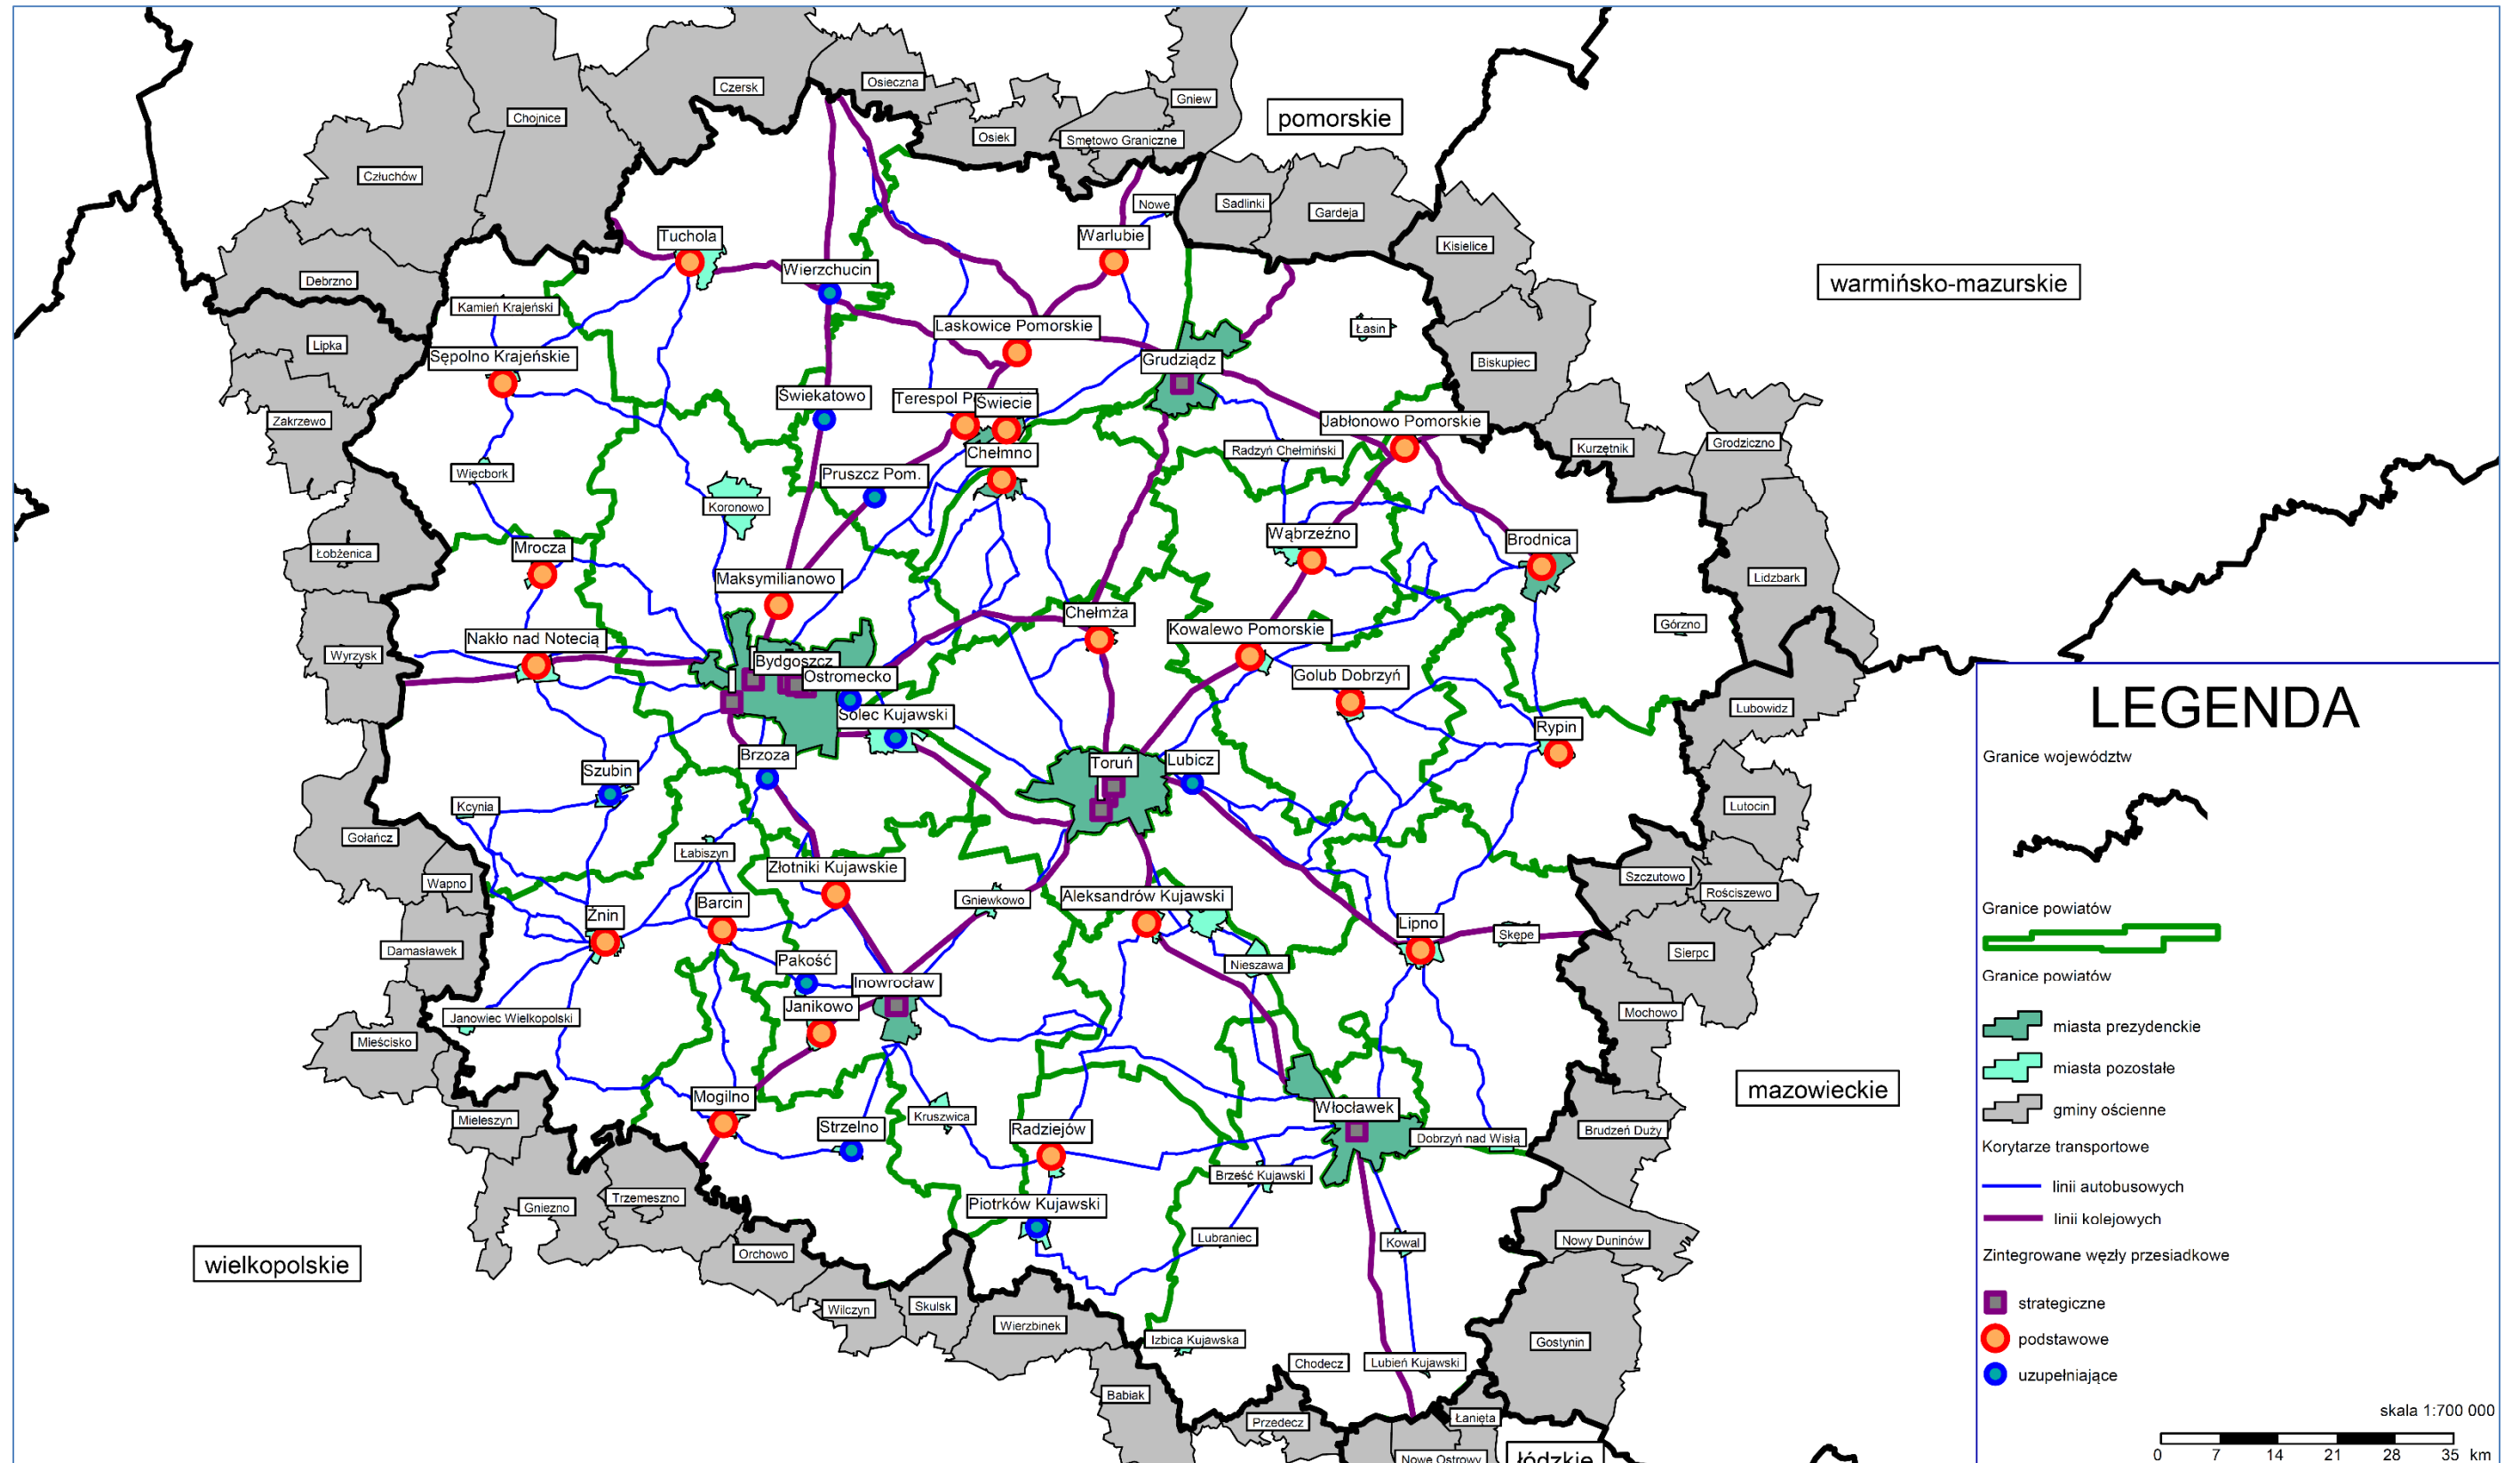 Czersk
Osieczna
Gniew
Chojnice
pomorskie
Osiek
Smętowo Graniczne
Człuchów
Nowe
Sadlinki
Gardeja
Tuchola
Warlubie
Kisielice
Wierzchucin
Debrzno
warmińsko-mazurskie
Kamień Krajeński
Laskowice Pomorskie
Łasin
Lipka
Sępolno Krajeńskie
Grudziądz
Biskupiec
Świekatowo
Terespol
Świecie
Zakrzewo
Jabłonowo Pomorskie
Grodziczno
Radzyń Chełmiński
Kurzętnik
Chełmno
Więcbork
Pruszcz Pom.
Koronowo
Łobżenica
Mrocza
Wąbrzeźno
Brodnica
Maksymilianowo
Lidzbark
Chełmża
Górzno
Nakło nad Notecią
Kowalewo Pomorskie
Wyrzysk
Bydgoszcz
Ostromecko
Golub Dobrzyń
Lubowidz
Solec Kujawski
Rypin
Brzoza
Toruń
Lubicz
Szubin
Kcynia
Lutocin
Gołańcz
Łabiszyn
Złotniki Kujawskie
Szczutowo
Wapno
Rościszewo
Gniewkowo
Aleksandrów Kujawski
Barcin
Żnin
Lipno
Skępe
Damasławek
Sierpc
Pakość
Nieszawa
Inowrocław
Janikowo
Mochowo
Janowiec Wielkopolski
Mieścisko
mazowieckie
Mogilno
Włocławek
Kruszwica
Mieleszyn
Strzelno
Radziejów
Brudzeń Duży
Dobrzyń nad Wisłą
Brześć Kujawski
Trzemeszno
Gniezno
Piotrków Kujawski
Lubraniec
Kowal
Nowy Duninów
Orchowo
wielkopolskie
Skulsk
Wilczyn
Wierzbinek
Izbica Kujawska
Gostynin
Chodecz
Lubień Kujawski
Babiak
Przedecz
Łanięta
Nowe Ostrowy
łódzkie
LEGENDA
Granice województw
Granice powiatów
Granice powiatów
miasta prezydenckie
miasta pozostałe
gminy ościenne
Korytarze transportowe
linii autobusowych
linii kolejowych
Zintegrowane węzły przesiadkowe
strategiczne
podstawowe
uzupełniające
skala 1:700 000
0 7 14 21 28 35 km